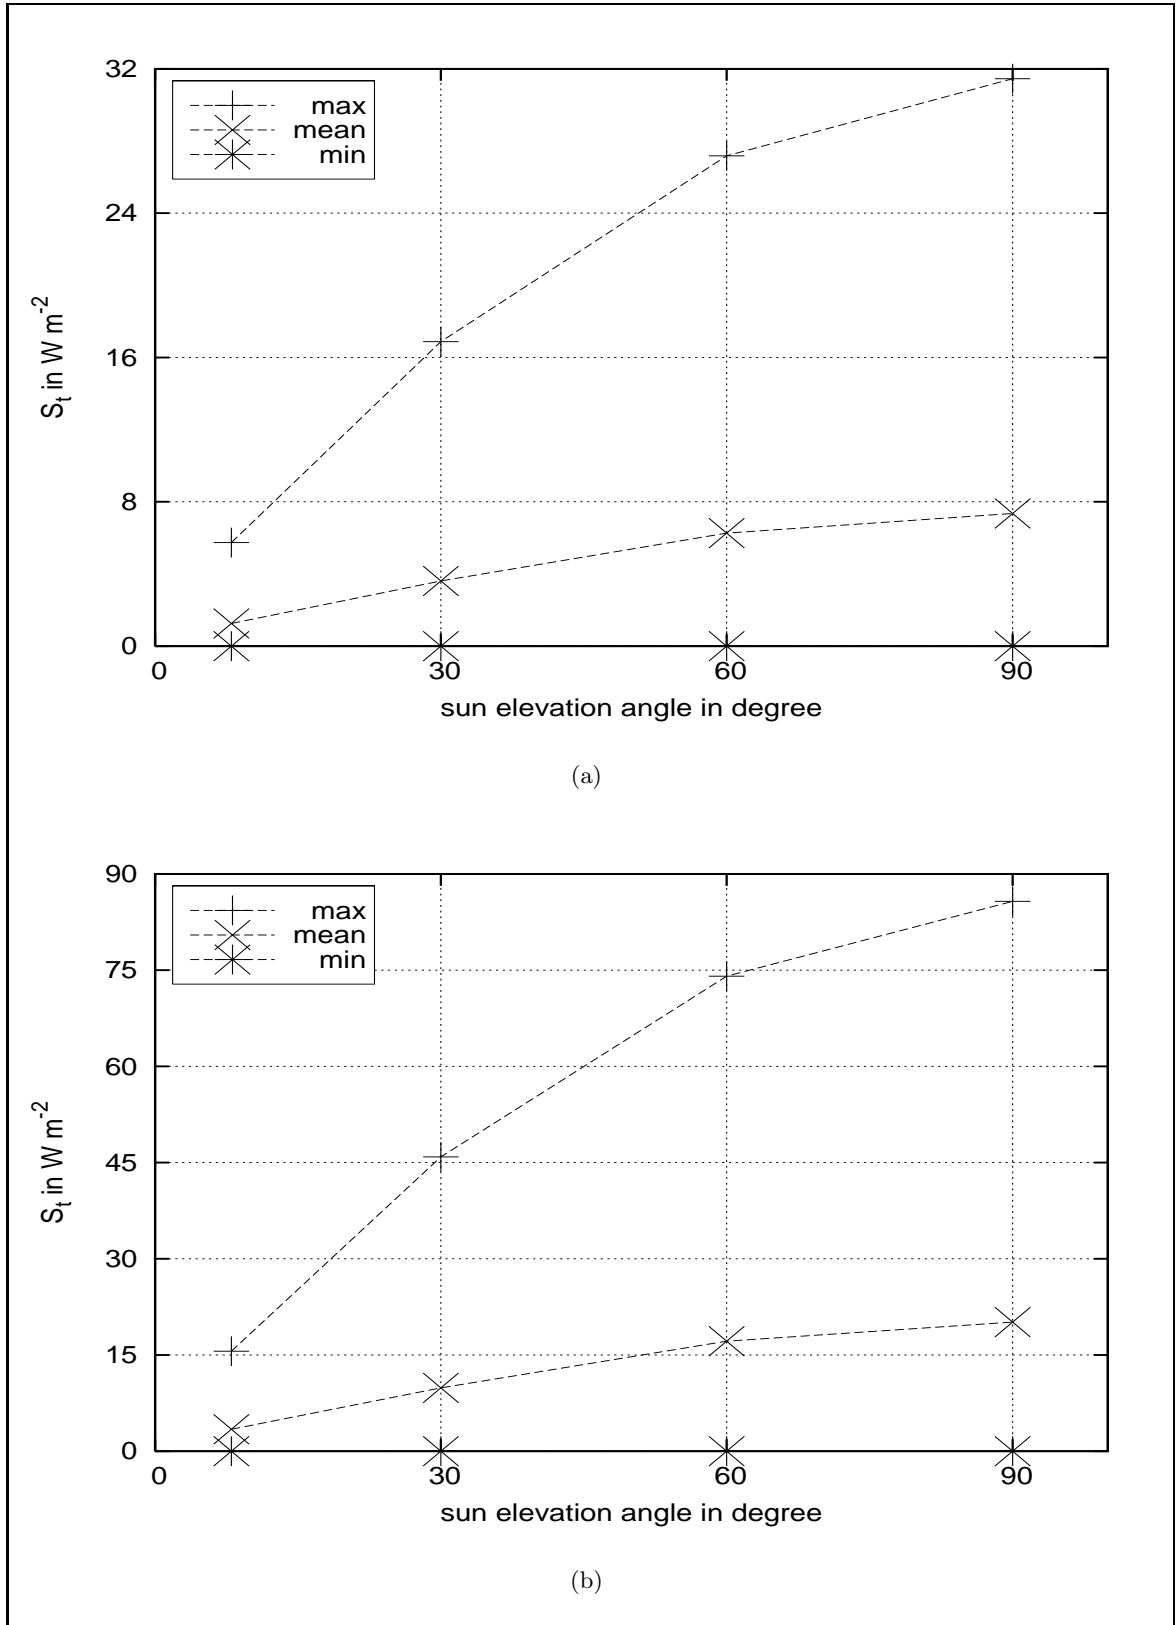 32
24
16
8
0
max
mean
min
S_t in W m^-2
0 30 60 90
sun elevation angle in degree
(a)
90
75
60
45
30
15
0
max
mean
min
S_t in W m^-2
0 30 60 90
sun elevation angle in degree
(b)